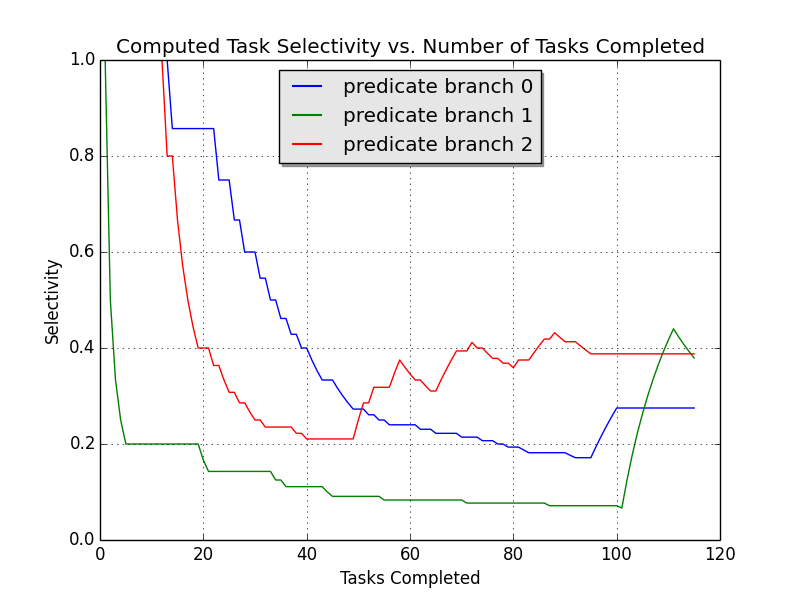 Computed Task Selectivity vs. Number of Tasks Completed
1.0
0.8
0.6
0.4
0.2
0.0
Selectivity
predicate branch 0
predicate branch 1
predicate branch 2
0 20 40 60 80 100 120
Tasks Completed